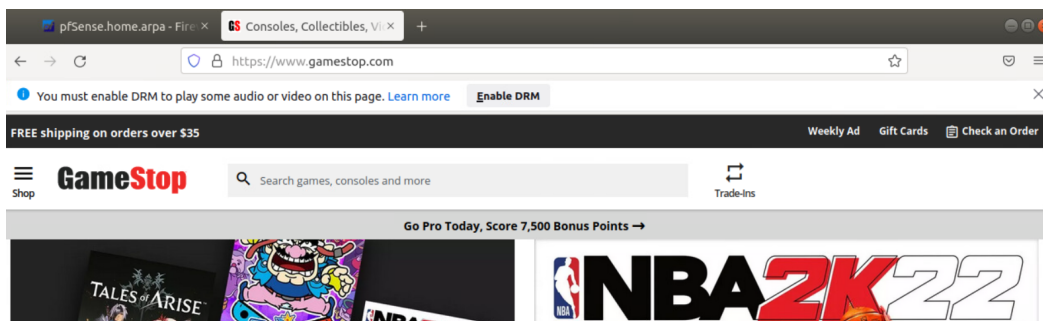 pfSense.home.arpa - Fire
GS Consoles, Collectibles, Vi
https://www.gamestop.com
You must enable DRM to play some audio or video on this page. Learn more Enable DRM
FREE shipping on orders over $35 Weekly Ad Gift Cards Check an Order
Shop GameStop Search games, consoles and more Trade-Ins
Go Pro Today, Score 7,500 Bonus Points →
TALES of ARISE
NBA
NBA NBA 2K22